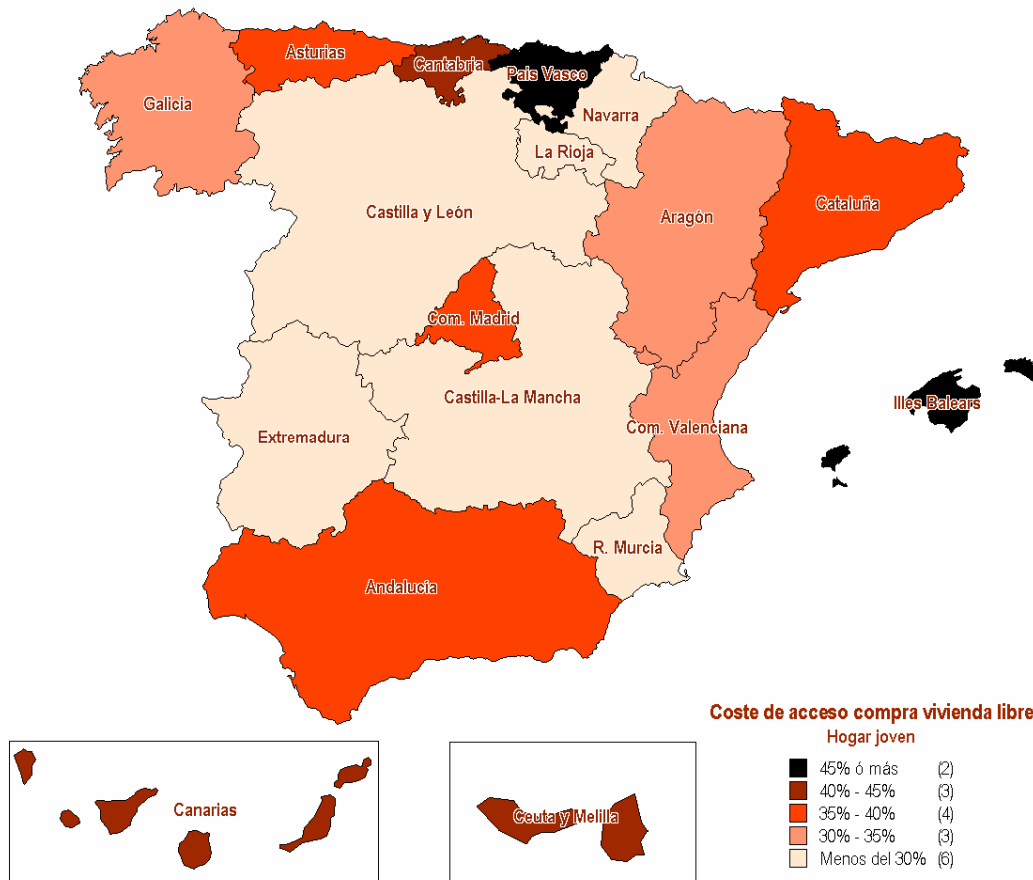 Asturias
Cantabria
Pais Vasco
Galicia
Navarra
La Rioja
Castilla y León
Aragón
Cataluña
Com. Madrid
Castilla-La Mancha
Illes Balears
Extremadura
Com. Valenciana
R. Murcia
Andalucía
Canarias
Ceuta y Melilla
Coste de acceso compra vivienda libre
Hogar joven
45% ó más (2)
40% - 45% (3)
35% - 40% (4)
30% - 35% (3)
Menos del 30% (6)